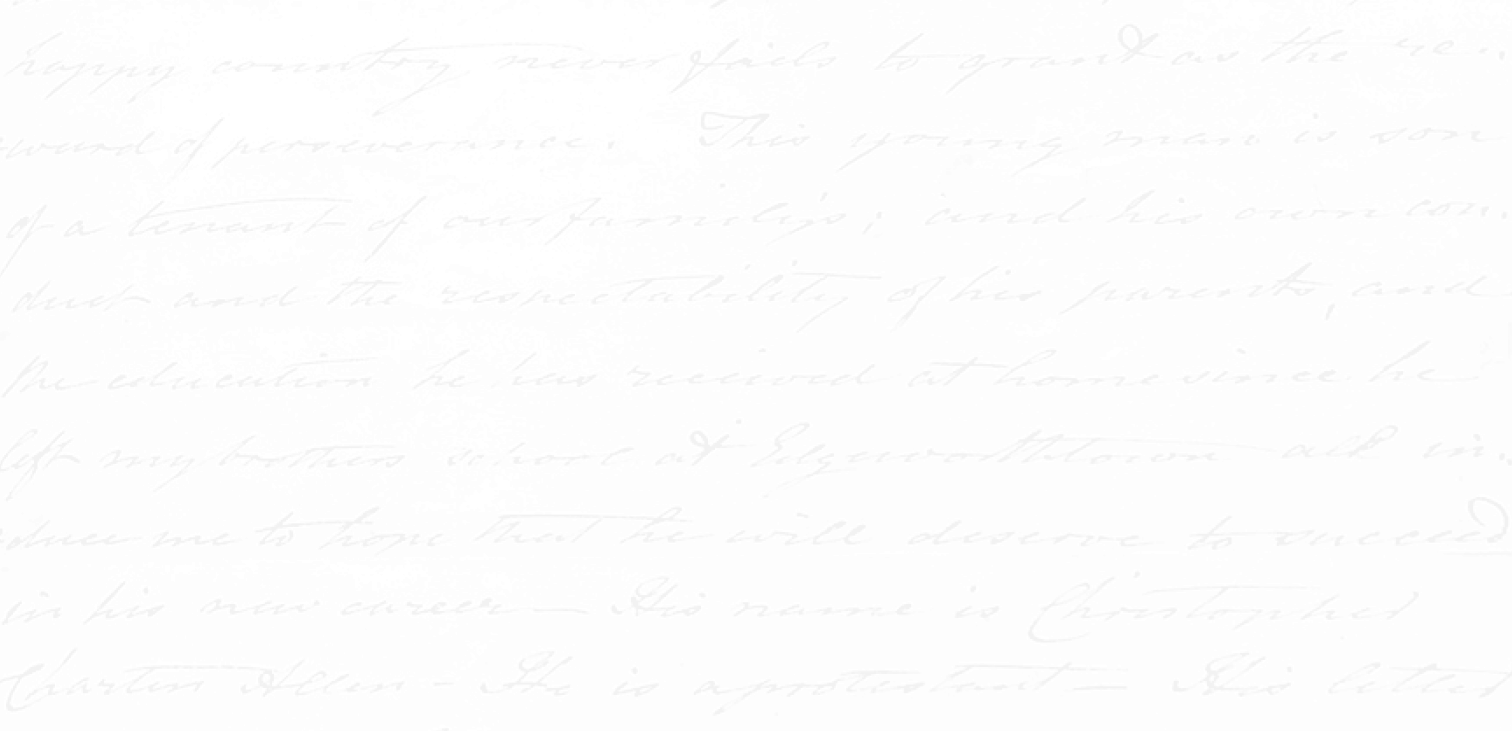 happy country never fails to grant as the re-
ward of perseverance. This young man is son
of a tenant of our family's; and his own con-
duct and the respectability of his parents, and
the education he has received at home since he
left my brothers school at Edgworthtown all in-
duce me to hope that he will deserve to succeed
in his new career — His name is Christopher
Allen — He is a protestant — His letter